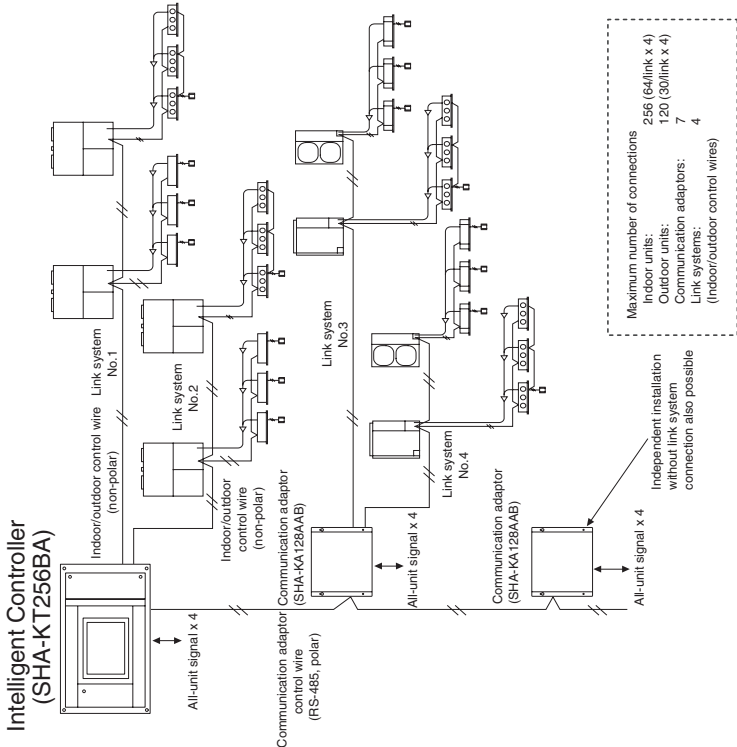 Intelligent Controller
(SHA-KT256BA)
Indoor/outdoor control wire
(non-polar)
Link system
No.1
Link system
No.2
Indoor/outdoor
control wire
(non-polar)
All-unit signal x 4
Communication adaptor
control wire
(RS-485, polar)
Communication adaptor
(SHA-KA128AAB)
All-unit signal x 4
Link system
No.3
Link system
No.4
Communication adaptor
(SHA-KA128AAB)
All-unit signal x 4
Independent installation
without link system
connection also possible
Maximum number of connections
Indoor units: 256 (64/link x 4)
Outdoor units: 120 (30/link x 4)
Communication adaptors: 7
Link systems: 4
(Indoor/outdoor control wires)